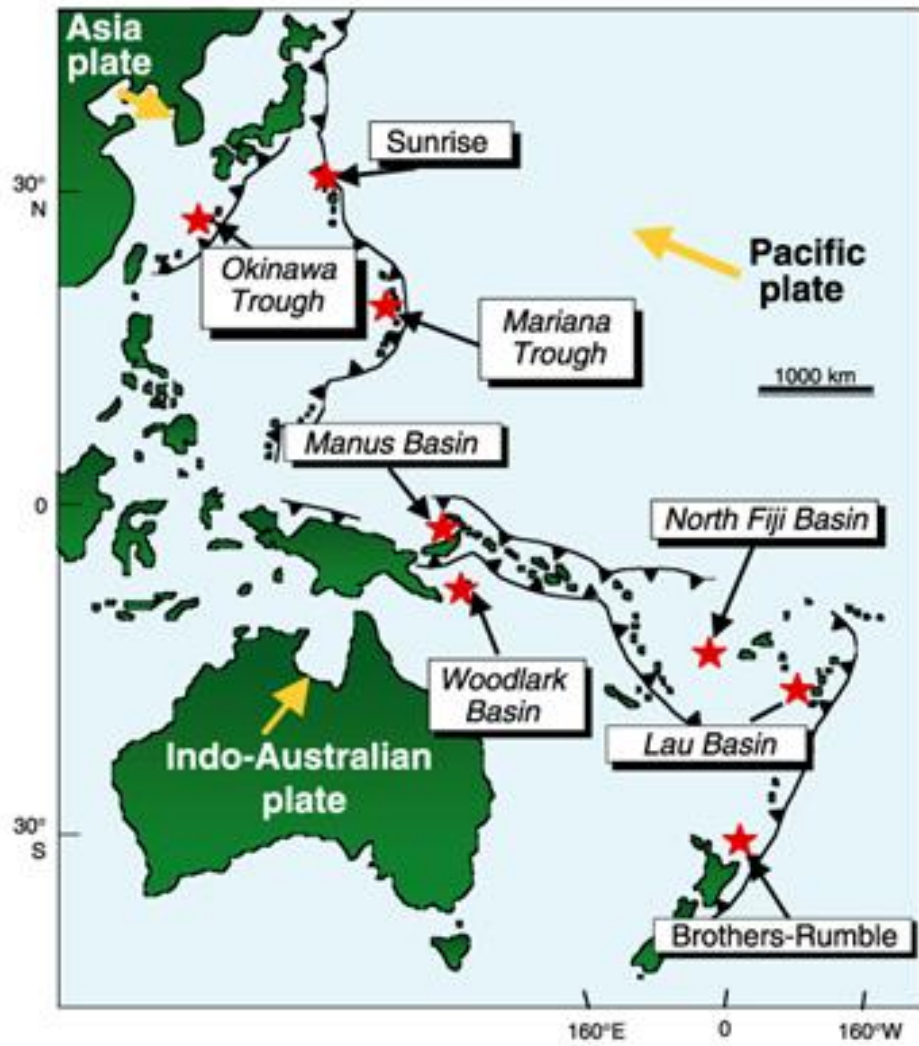 Asia
plate
Sunrise
30°
N
Okinawa
Trough
Pacific
plate
Mariana
Trough
1000 km
Manus Basin
0
North Fiji Basin
Woodlark
Basin
Lau Basin
Indo-Australian
plate
30°
S
Brothers-Rumble
160°E
0
160°W